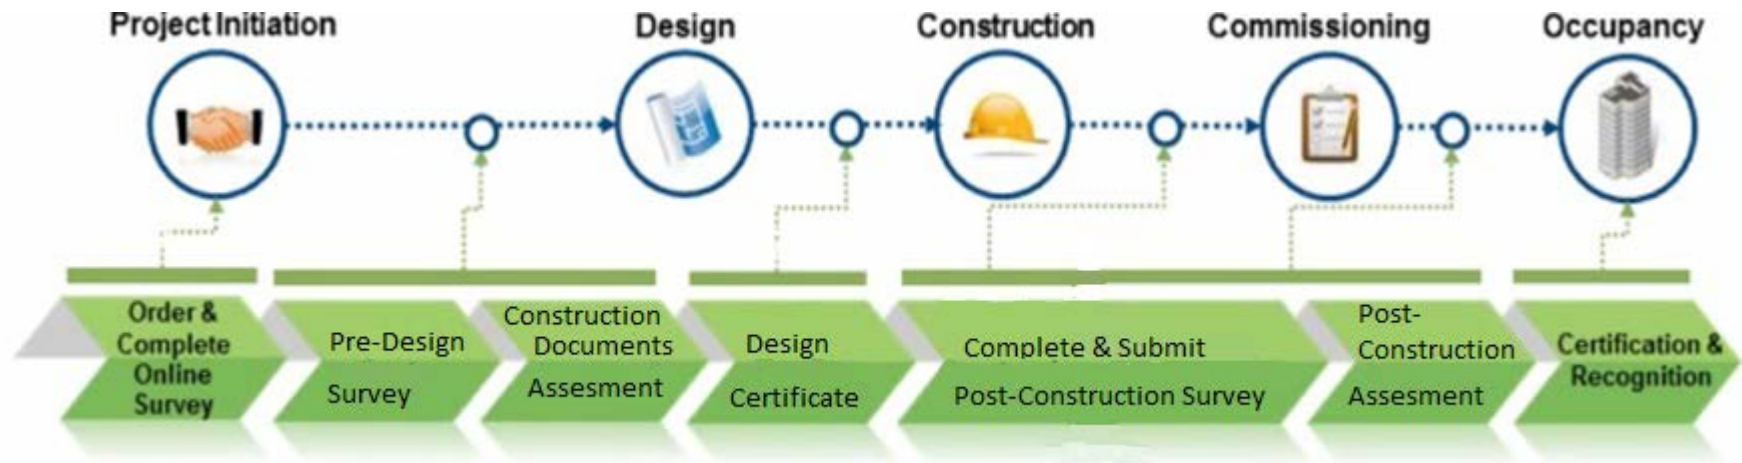 Project Initiation
Design
Construction
Commissioning
Occupancy
Order &
Complete
Online
Survey
Pre-Design
Survey
Construction
Documents
Assesment
Design
Certificate
Complete & Submit
Post-Construction Survey
Post-
Construction
Assesment
Certification &
Recognition